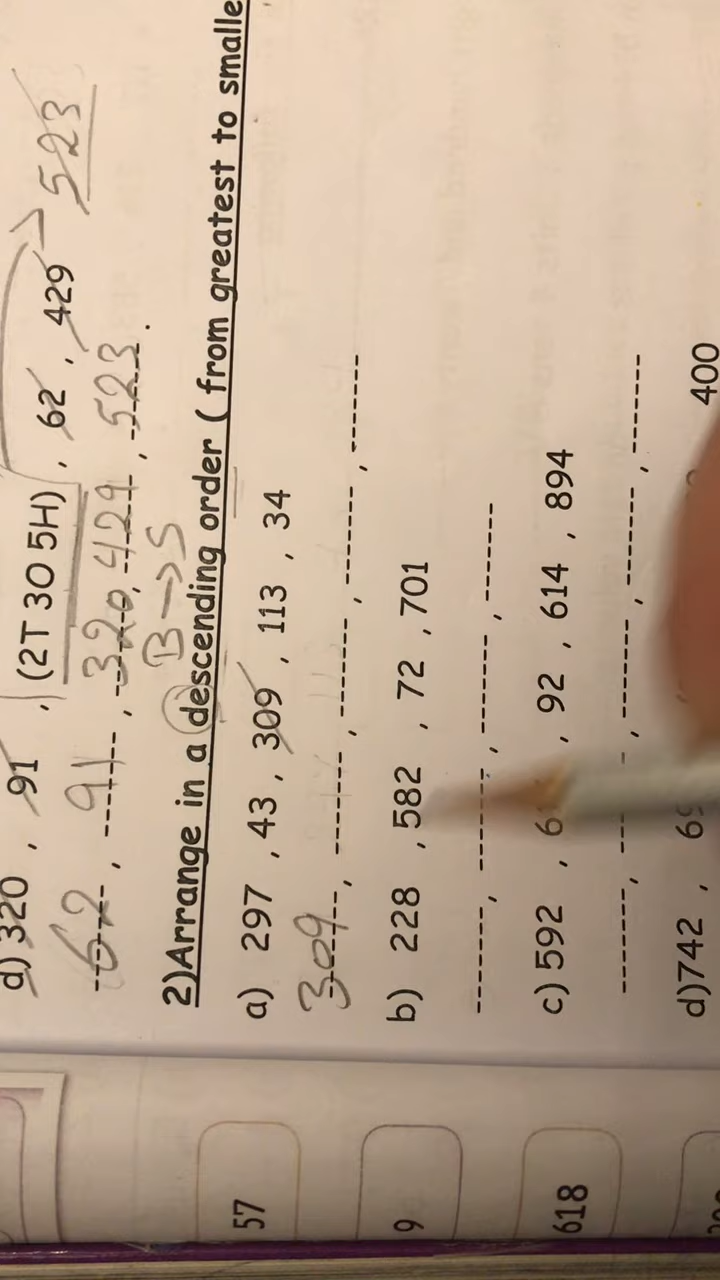 d) 320 , 91 , (2T 3O 5H) , 62 , 429 523
62 , 91 , 320 , 429 , 523 .
B → S
2)Arrange in a descending order ( from greatest to smalle
a) 297 , 43 , 309 , 113 , 34
309 , -------- , -------- , -------- , --------
b) 228 , 582 , 72 , 701
-------- , -------- , -------- , --------
c) 592 , 6 , 92 , 614 , 894
-------- , -------- , -------- , -------- , --------
d)742 , 69 400
57
9
618